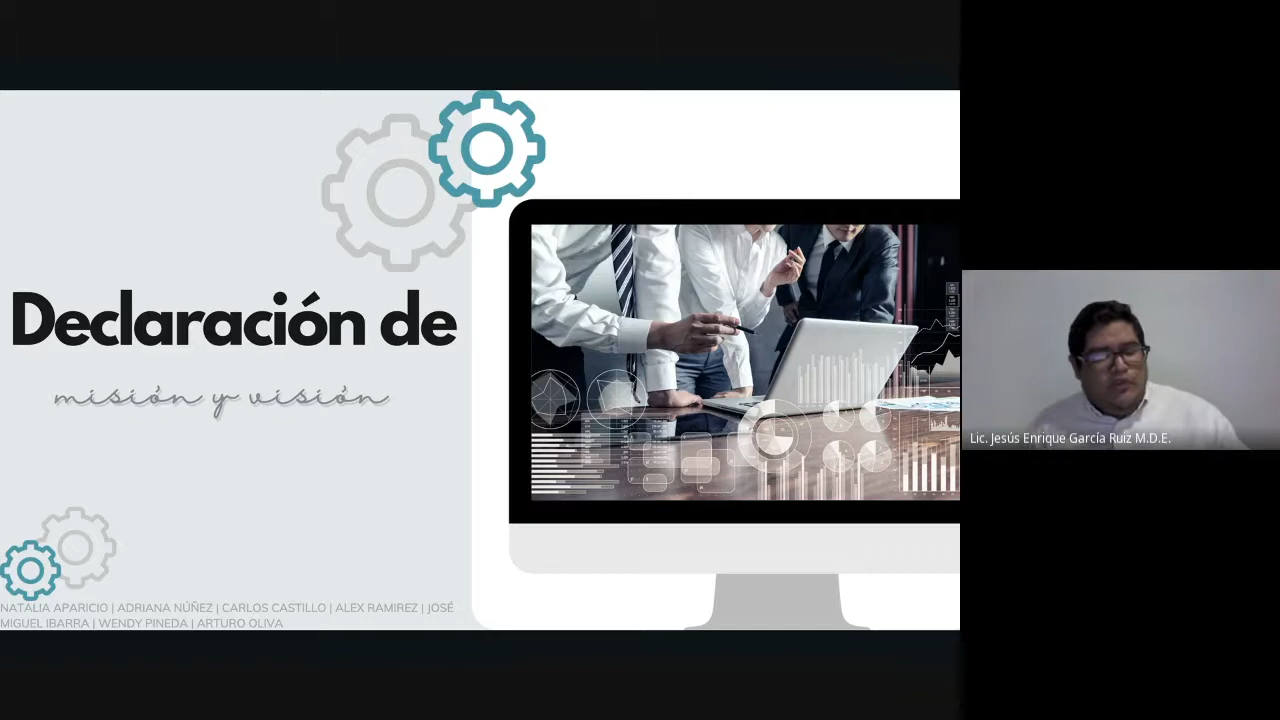 Declaración de
misión y visión
NATALIA APARICIO | ADRIANA NÚÑEZ | CARLOS CASTILLO | ALEX RAMIREZ | JOSÉ
MIGUEL IBARRA | WENDY PINEDA | ARTURO OLIVA
Lic. Jesús Enrique García Ruiz M.D.E.